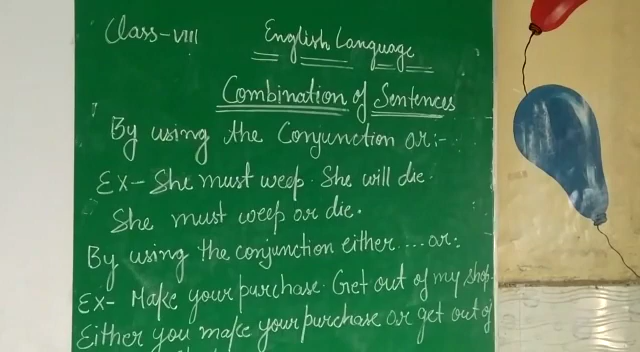 Class-VIII
English Language
Combination of Sentences
By using the Conjunction or:-
Ex- She must weep. She will die.
She must weep or die.
By using the conjunction either....or:
Ex- Make your purchase. Get out of my shop.
Either you make your purchase or get out of